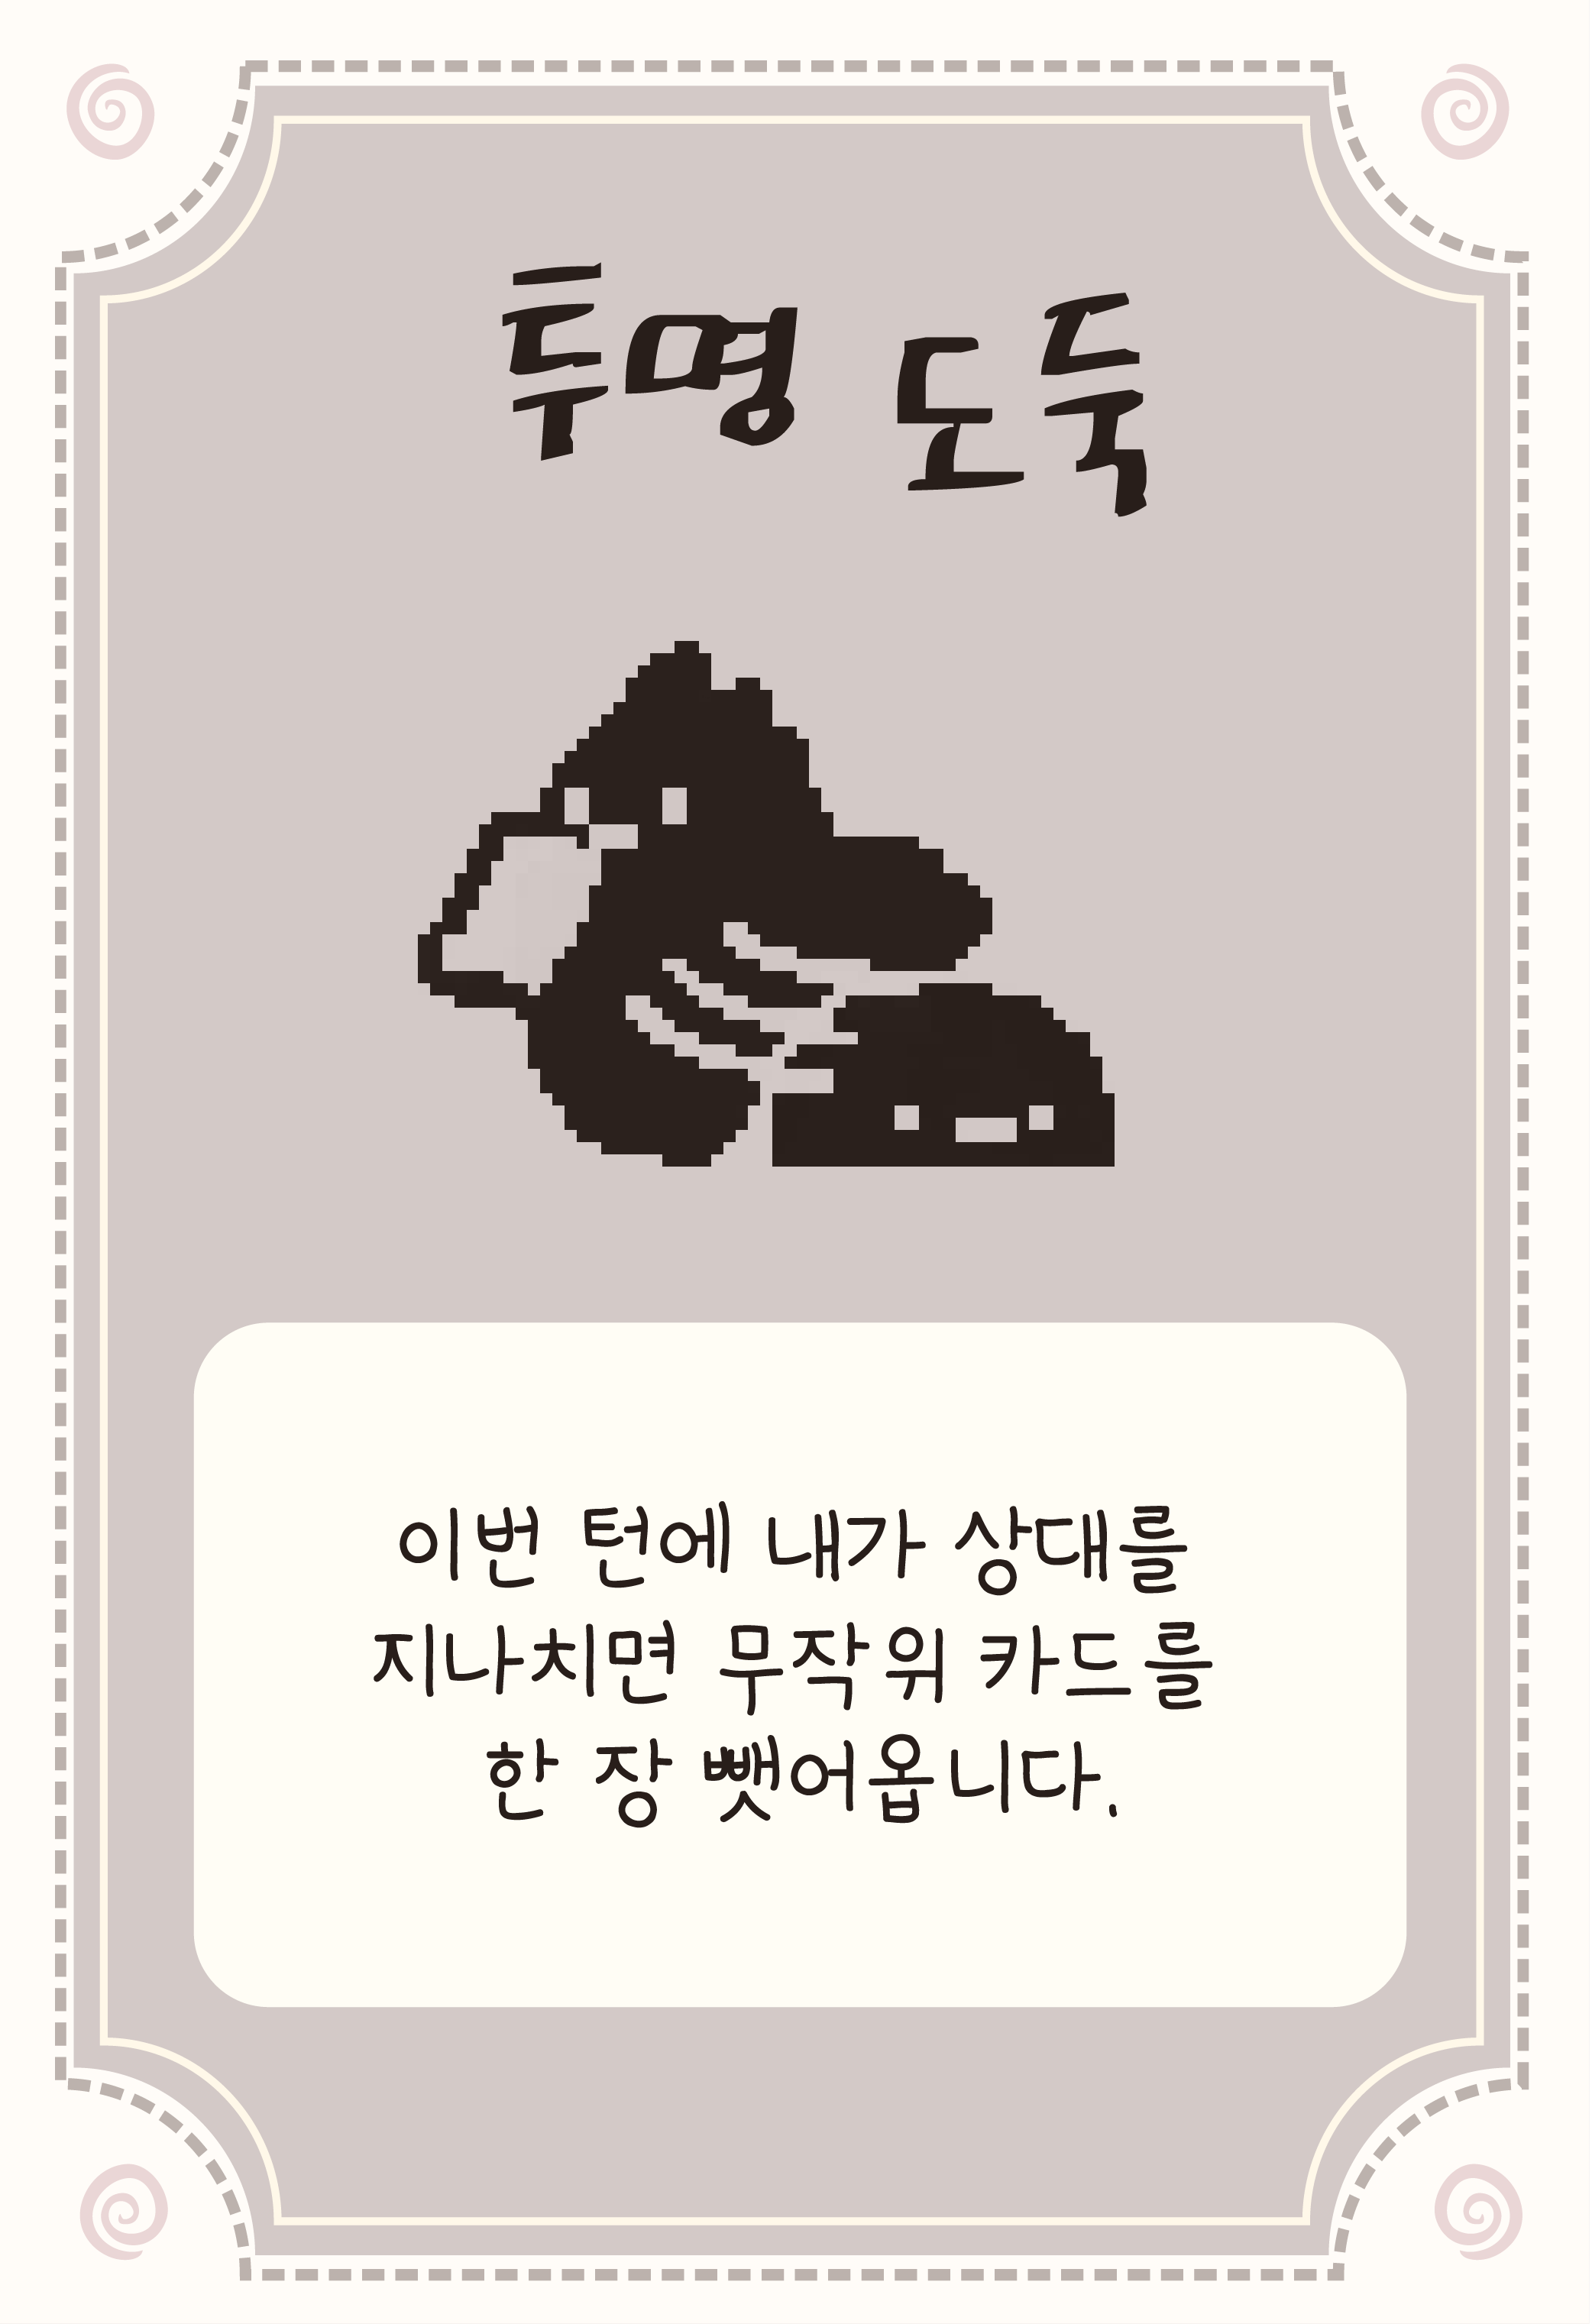 투명 도둑
이번 턴에 내가 상대를
지나치면 무작위 카드를
한 장 뺏어옵니다.